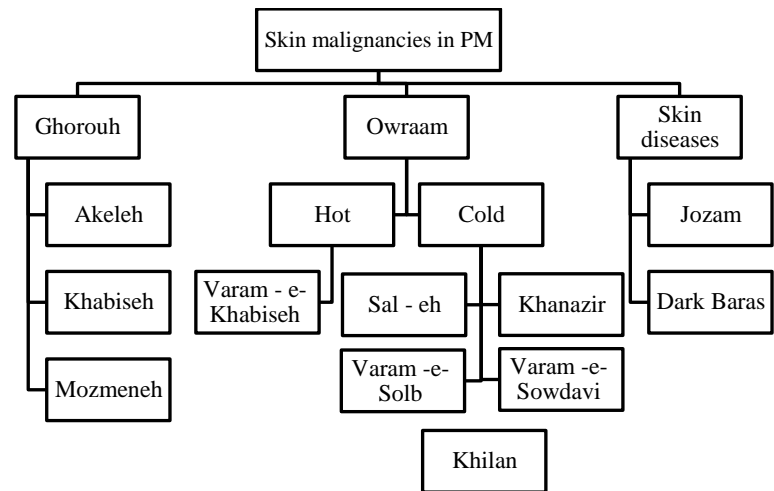 Skin malignancies in PM
Ghorouh
Owraam
Skin
diseases
Akeleh
Hot
Cold
Jozam
Khabiseh
Varam - e-
Khabiseh
Sal - eh
Khanazir
Dark Baras
Mozmeneh
Varam -e-
Solb
Varam -e-
Sowdavi
Khilan